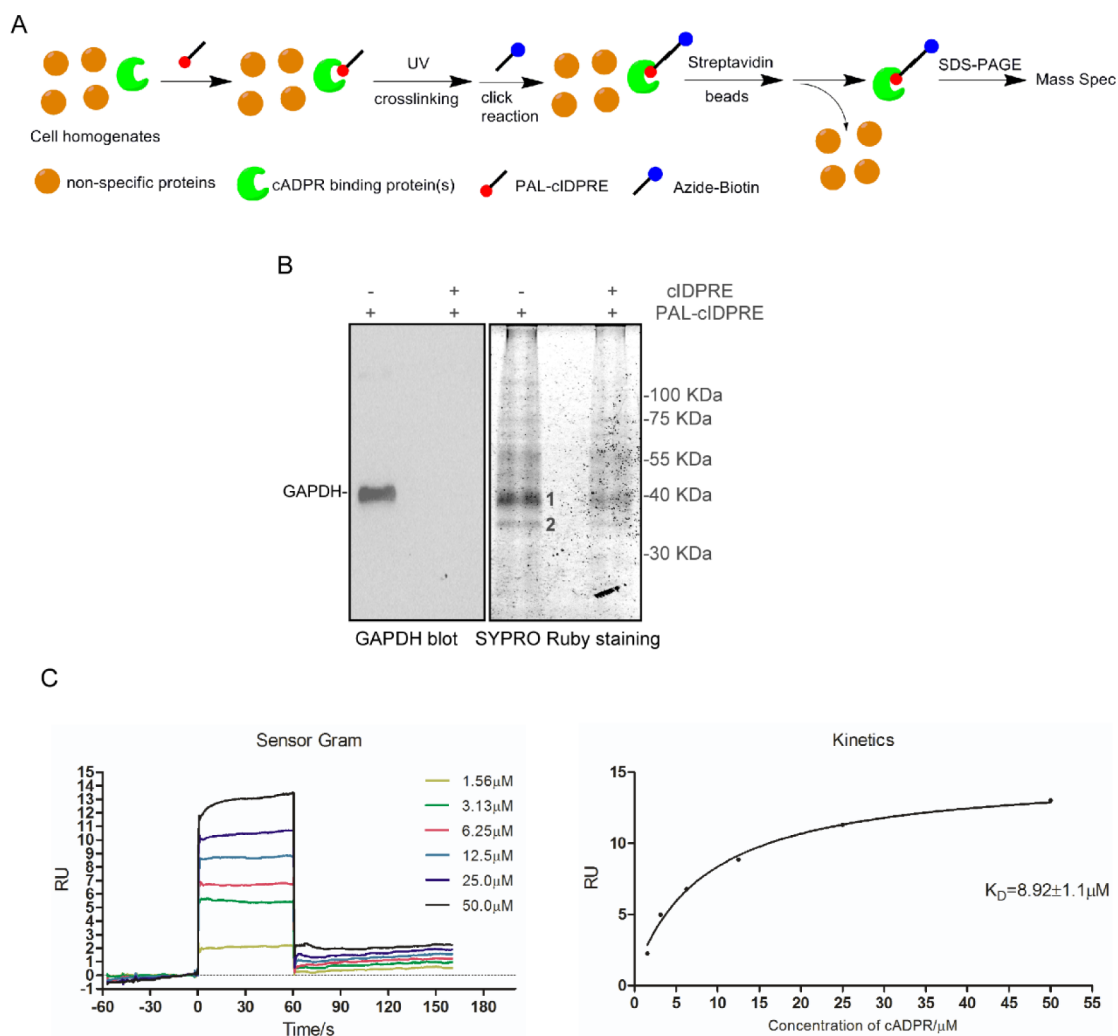 A
UV
crosslinking
click
reaction
Streptavidin
beads
SDS-PAGE
Mass Spec
Cell homogenates
non-specific proteins
cADPR binding protein(s)
PAL-cIDPRE
Azide-Biotin
B
- + - + cIDPRE
+ + + + PAL-cIDPRE
-100 KDa
-75 KDa
-55 KDa
GAPDH-
1
-40 KDa
2
-30 KDa
GAPDH blot
SYPRO Ruby staining
C
Sensor Gram
15
14
13
12
11
10
9
8
7
6
5
4
3
2
1
0
-1
RU
-60 -30 0 30 60 90 120 150 180
Time/s
1.56μM
3.13μM
6.25μM
12.5μM
25.0μM
50.0μM
Kinetics
15
10
5
0
RU
0 5 10 15 20 25 30 35 40 45 50 55
Concentration of cADPR/μM
KD=8.92±1.1μM